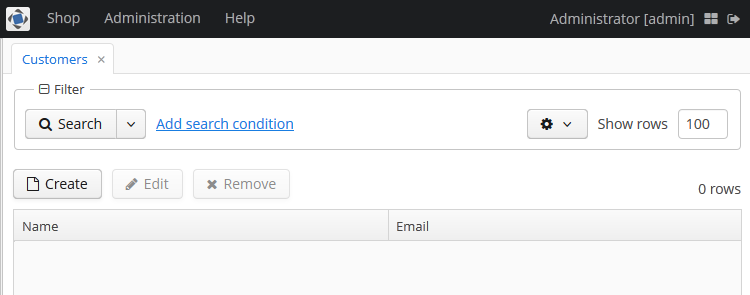 Shop Administration Help Administrator [admin]
Customers ×
Filter
Search Add search condition Show rows 100
Create Edit Remove 0 rows
Name Email